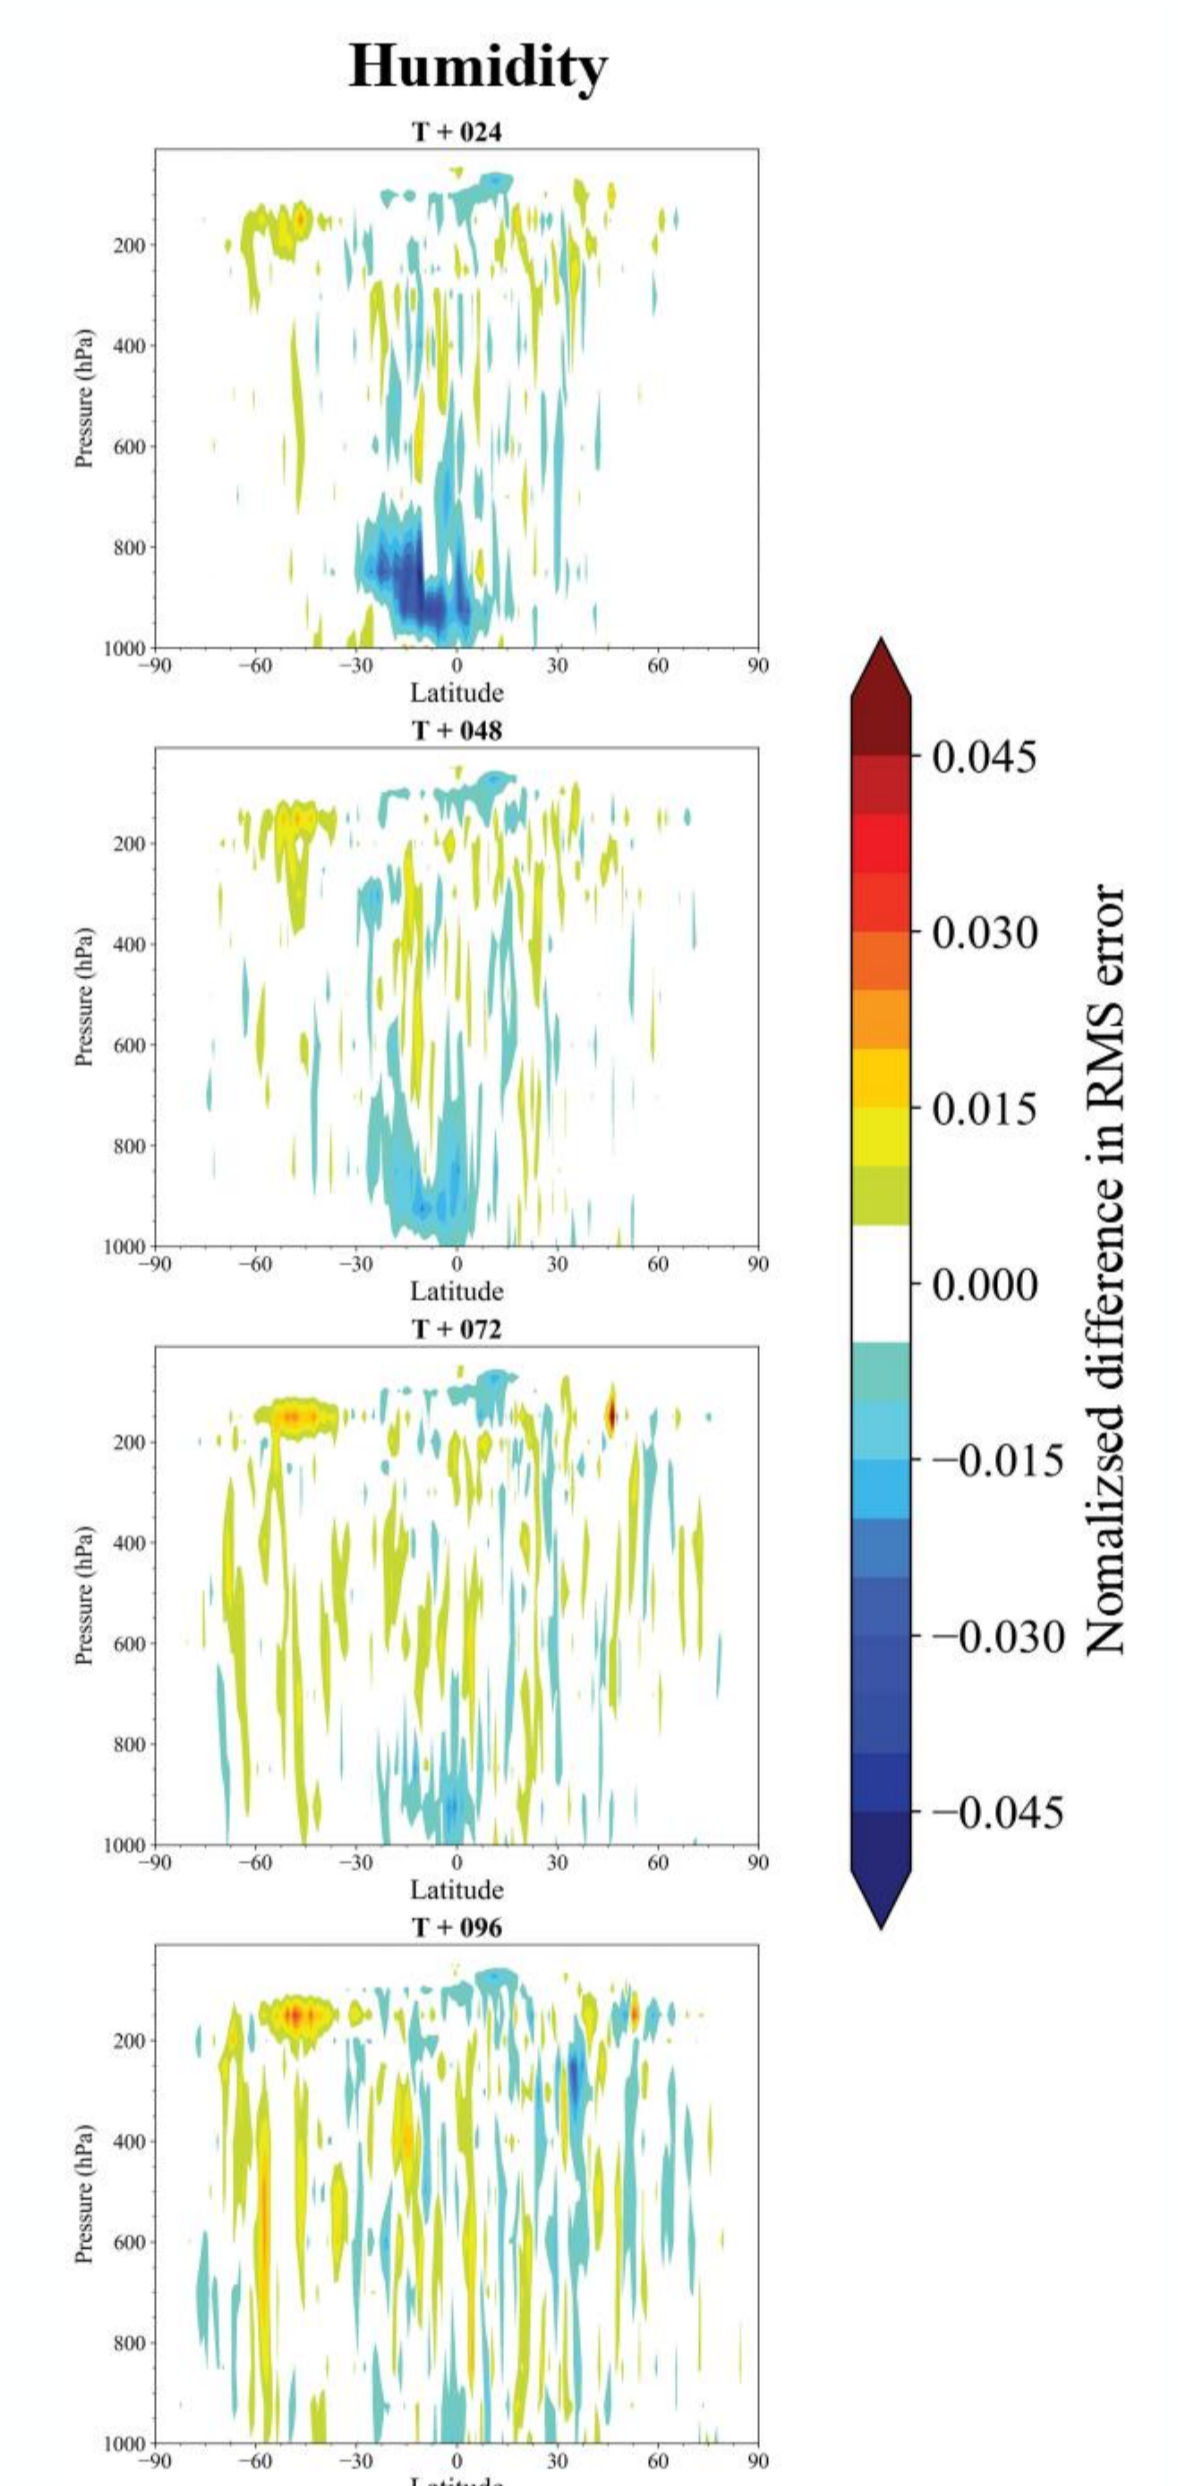 Humidity
T + 024
Pressure (hPa)
200
400
600
800
1000
−90 −60 −30 0 30 60 90
Latitude
T + 048
Pressure (hPa)
200
400
600
800
1000
−90 −60 −30 0 30 60 90
Latitude
T + 072
Pressure (hPa)
200
400
600
800
1000
−90 −60 −30 0 30 60 90
Latitude
T + 096
Pressure (hPa)
200
400
600
800
1000
−90 −60 −30 0 30 60 90
Latitude
0.045
0.030
0.015
0.000
−0.015
−0.030
−0.045
Nomalizsed difference in RMS error